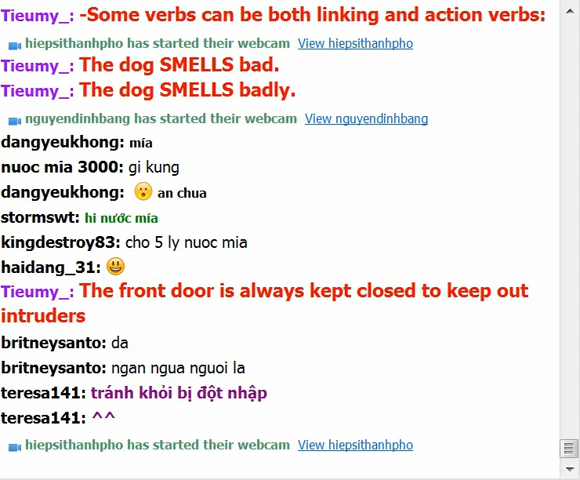 Tieumy_: -Some verbs can be both linking and action verbs:
hiepsithanhpho has started their webcam View hiepsithanhpho
Tieumy_: The dog SMELLS bad.
Tieumy_: The dog SMELLS badly.
nguyendinhbang has started their webcam View nguyendinhbang
dangyeukhong: mía
nuoc mia 3000: gi kung
dangyeukhong: 😮 an chua
stormswt: hi nước mía
kingdestroy83: cho 5 ly nuoc mia
haidang_31: 😃
Tieumy_: The front door is always kept closed to keep out
intruders
britneysanto: da
britneysanto: ngan ngua nguoi la
teresa141: tránh khỏi bị đột nhập
teresa141: ^^
hiepsithanhpho has started their webcam View hiepsithanhpho